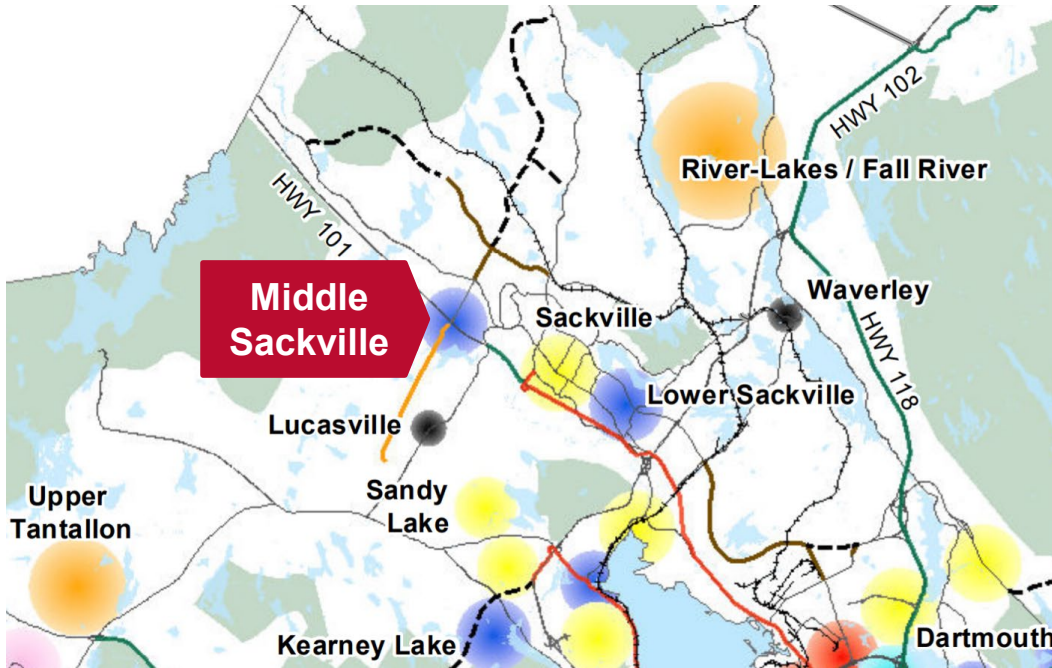 HWY 102
River-Lakes / Fall River
HWY 101
Middle
Sackville
Sackville
Waverley
HWY 118
Lower Sackville
Lucasville
Sandy
Lake
Upper
Tantallon
Kearney Lake
Dartmouth